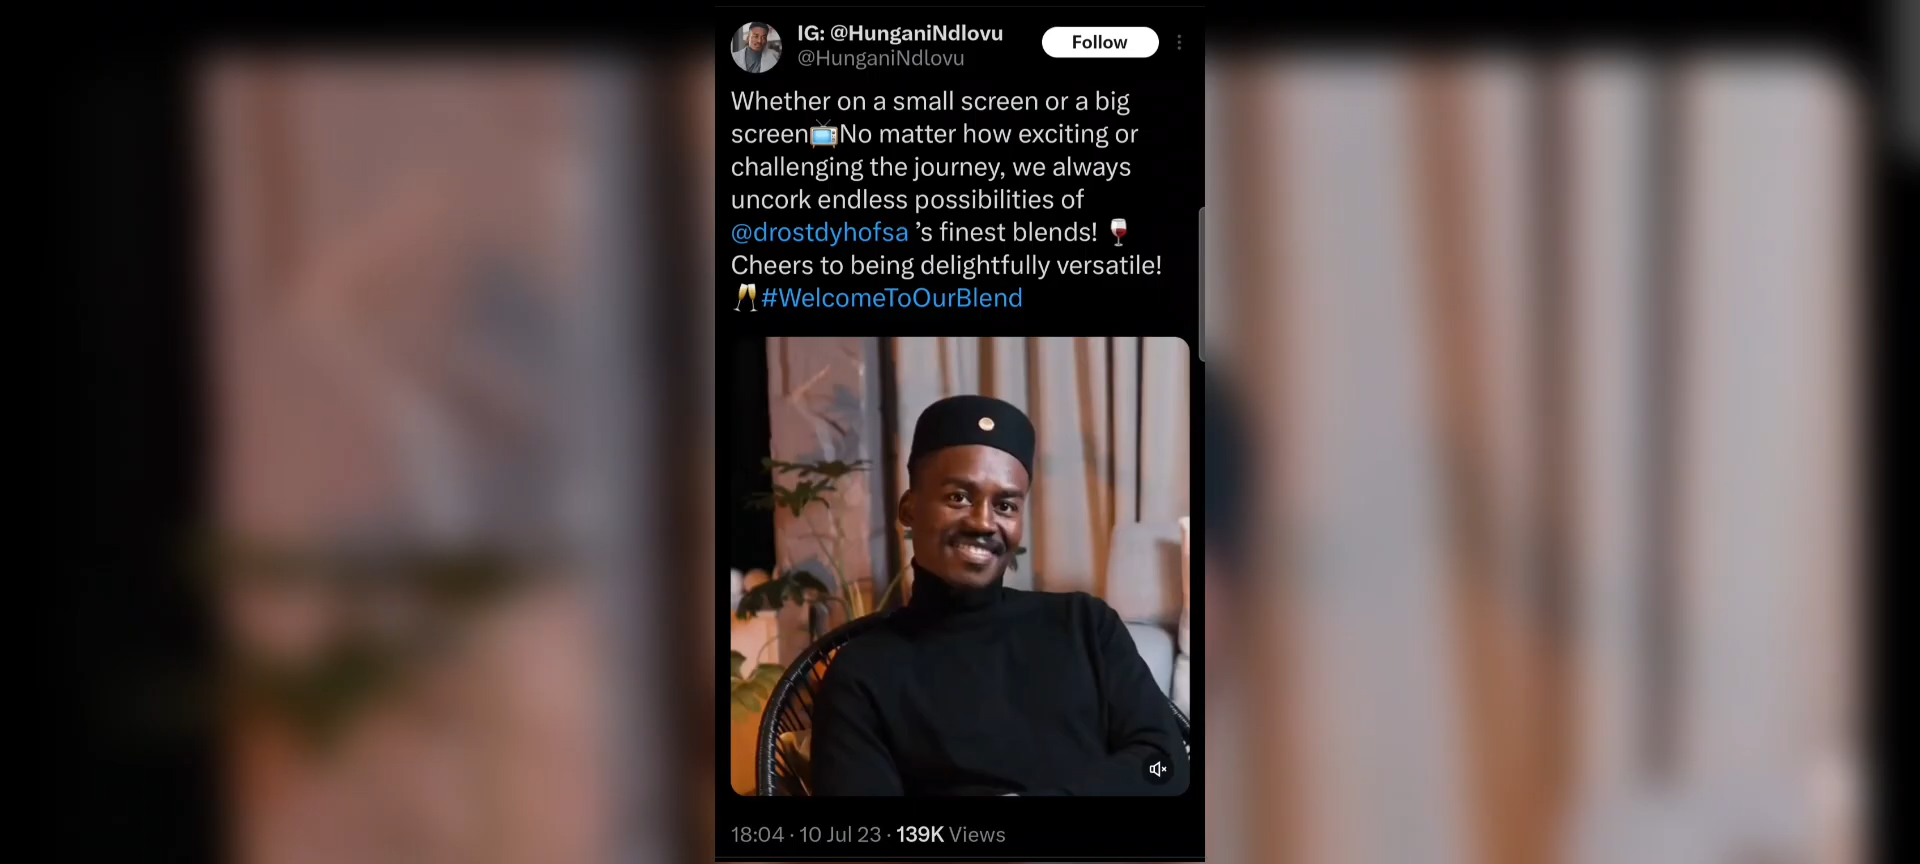 IG: @HunganiNdlovu
@HunganiNdlovu
Follow
Whether on a small screen or a big
screen📺No matter how exciting or
challenging the journey, we always
uncork endless possibilities of
@drostdyhofsa ’s finest blends! 🍷
Cheers to being delightfully versatile!
🥂#WelcomeToOurBlend
18:04 · 10 Jul 23 · 139K Views